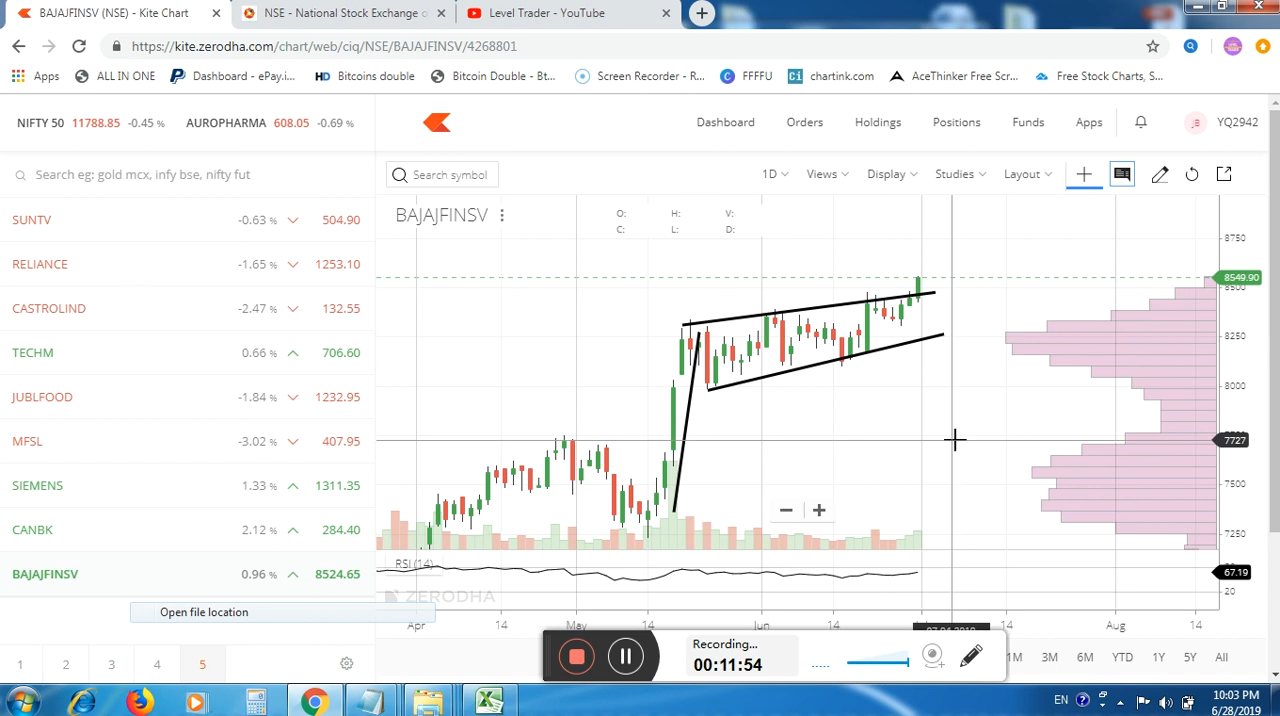 BAJAJFINSV (NSE) - Kite Chart
NSE - National Stock Exchange o
Level Trader - YouTube
https://kite.zerodha.com/chart/web/ciq/NSE/BAJAJFINSV/4268801
Apps ALL IN ONE Dashboard - ePay.i... HD Bitcoins double Bitcoin Double - Bt... Screen Recorder - R... FFFFU Ci chartink.com AceThinker Free Scr... Free Stock Charts, S...
NIFTY 50 11788.85 -0.45 % AUROPHARMA 608.05 -0.69 %
Dashboard Orders Holdings Positions Funds Apps JB YQ2942
Search eg: gold mcx, infy bse, nifty fut
Search symbol 1D Views Display Studies Layout
SUNTV -0.63 % 504.90
RELIANCE -1.65 % 1253.10
CASTROLIND -2.47 % 132.55
TECHM 0.66 % 706.60
JUBLFOOD -1.84 % 1232.95
MFSL -3.02 % 407.95
SIEMENS 1.33 % 1311.35
CANBK 2.12 % 284.40
BAJAJFINSV 0.96 % 8524.65
Open file location
1 2 3 4 5
BAJAJFINSV
O: H: V:
C: L: D:
8750
8549.90
8250
8000
7727
7500
7250
RSI (14)
67.19
20
ZERODHA
Apr 14 May 14 Jun 14 14 Aug 14
1M 3M 6M YTD 1Y 5Y All
Recording...
00:11:54
EN
10:03 PM
6/28/2019